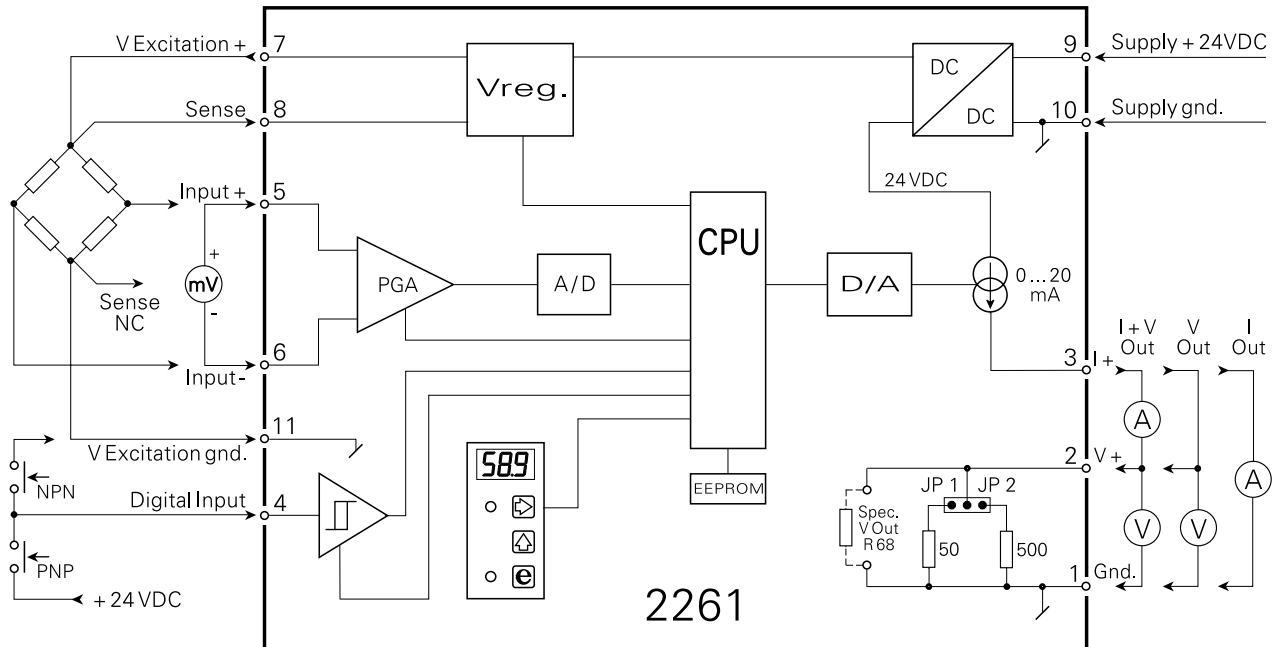 V Excitation +
7
Sense
8
Vreg.
DC
DC
9
Supply + 24VDC
10
Supply gnd.
24 VDC
Input +
5
+
mV
-
Sense
NC
6
Input -
PGA
A/D
CPU
D/A
0...20
mA
I + V
Out
V
Out
I
Out
3
I +
A
11
V Excitation gnd.
NPN
Digital Input
4
PNP
+ 24 VDC
58.9
e
EEPROM
2
V +
JP 1
JP 2
Spec.
V Out
R 68
50
500
A
V
V
1
Gnd.
2261